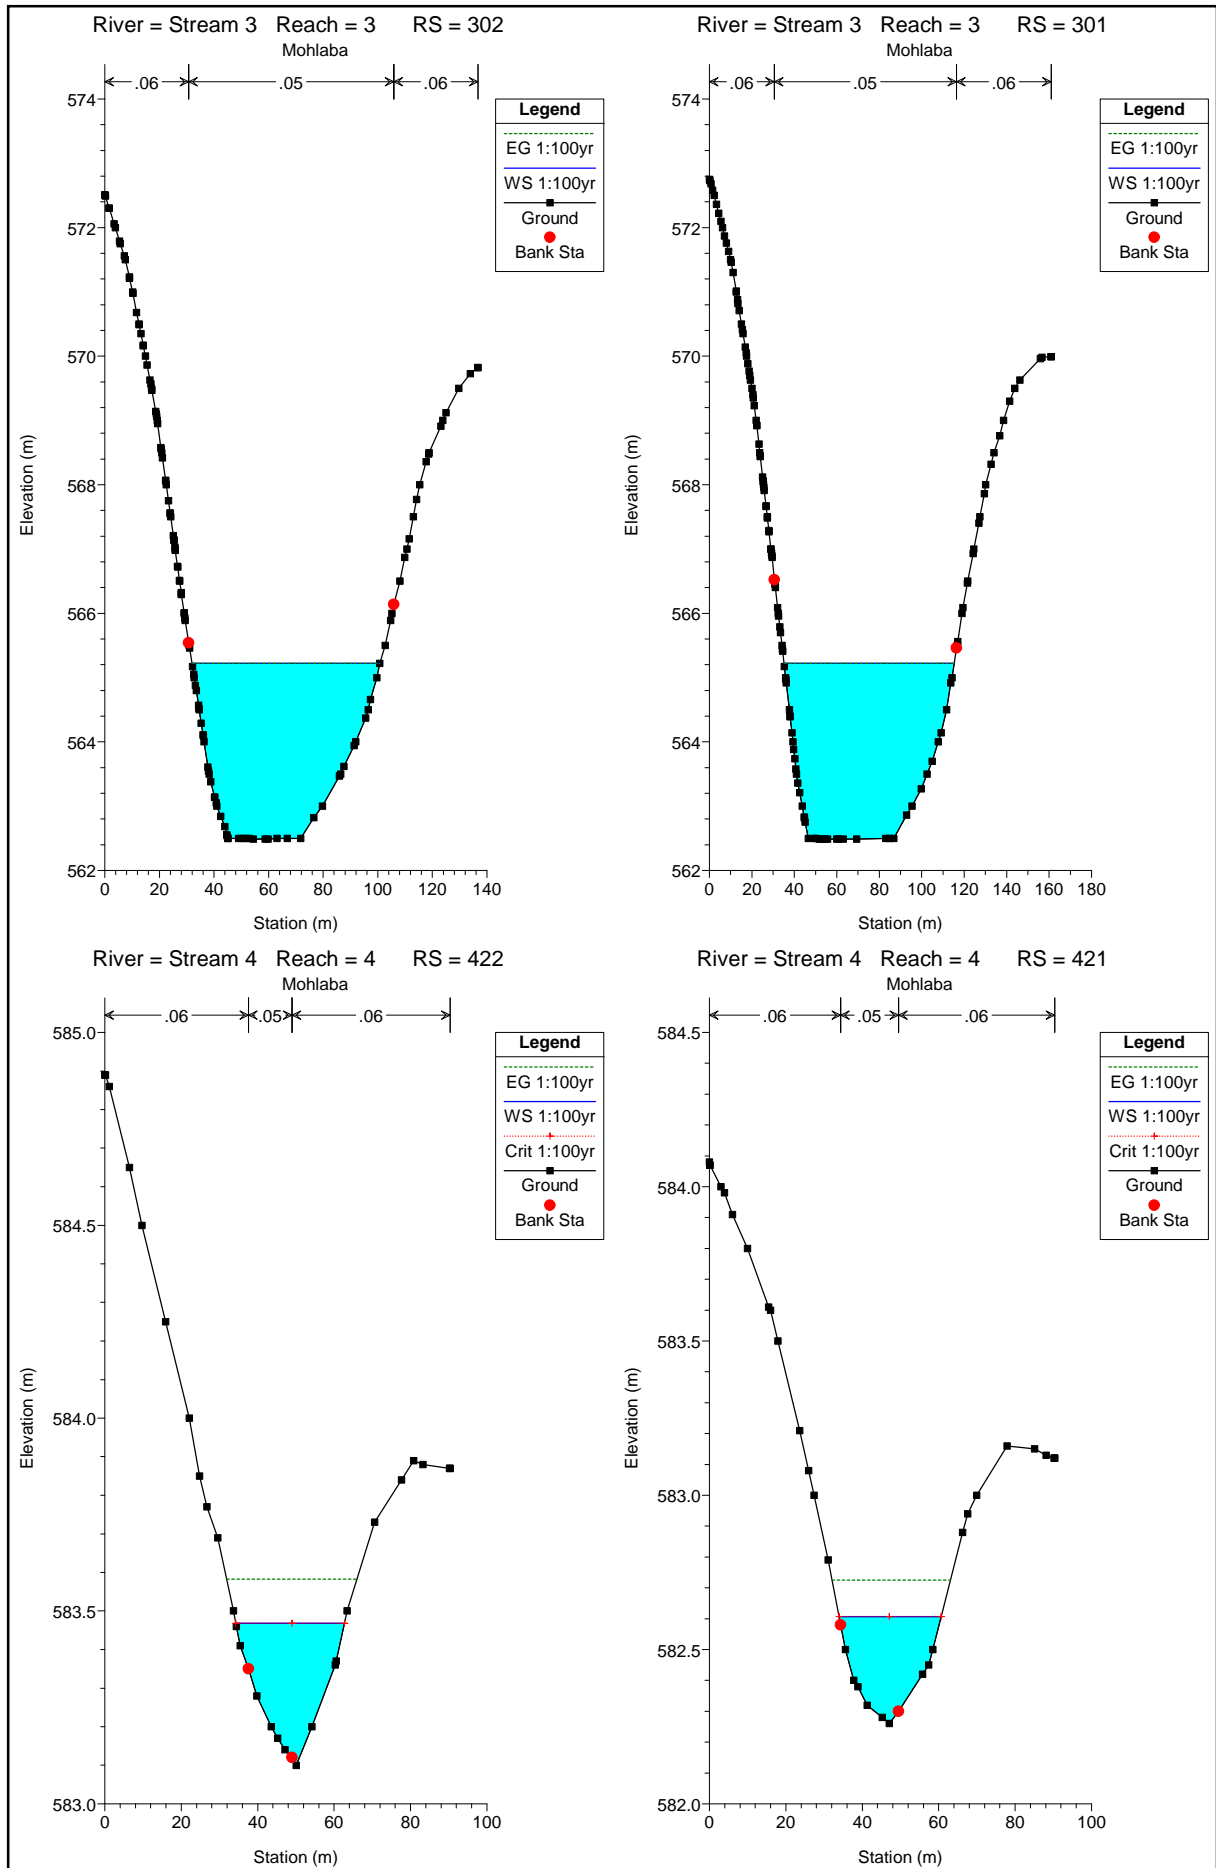 River = Stream 3 Reach = 3 RS = 302
Mohlaba
.06 .05 .06
574
572
570
568
566
564
562
Elevation (m)
0 20 40 60 80 100 120 140
Station (m)
Legend
EG 1:100yr
WS 1:100yr
Ground
Bank Sta
River = Stream 3 Reach = 3 RS = 301
Mohlaba
.06 .05 .06
574
572
570
568
566
564
562
Elevation (m)
0 20 40 60 80 100 120 140 160 180
Station (m)
Legend
EG 1:100yr
WS 1:100yr
Ground
Bank Sta
River = Stream 4 Reach = 4 RS = 422
Mohlaba
.06 .05 .06
585.0
584.5
584.0
583.5
583.0
Elevation (m)
0 20 40 60 80 100
Station (m)
Legend
EG 1:100yr
WS 1:100yr
Crit 1:100yr
Ground
Bank Sta
River = Stream 4 Reach = 4 RS = 421
Mohlaba
.06 .05 .06
584.5
584.0
583.5
583.0
582.5
582.0
Elevation (m)
0 20 40 60 80 100
Station (m)
Legend
EG 1:100yr
WS 1:100yr
Crit 1:100yr
Ground
Bank Sta